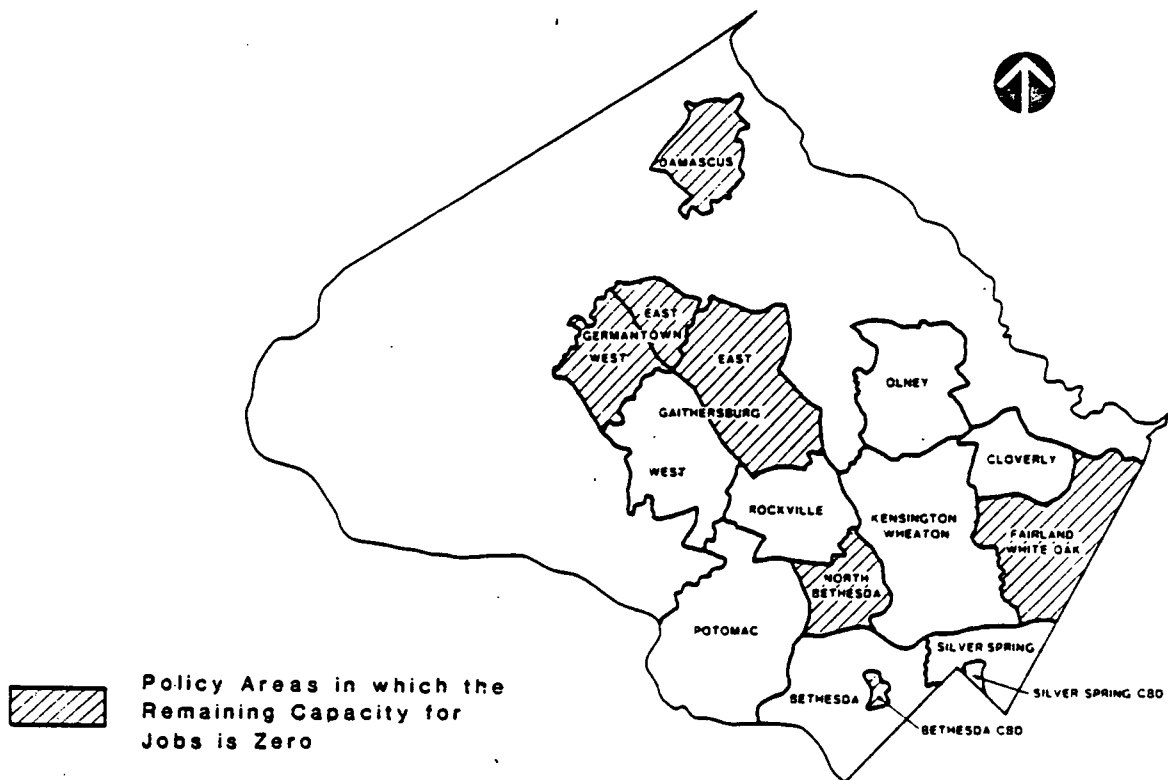 DAMASCUS
EAST
GERMANTOWN
WEST
EAST
GAITHERSBURG
WEST
OLNEY
CLOVERLY
ROCKVILLE
KENSINGTON
WHEATON
FAIRLAND
WHITE OAK
NORTH
BETHESDA
POTOMAC
SILVER SPRING
BETHESDA
SILVER SPRING CBD
BETHESDA CBD
Policy Areas in which the
Remaining Capacity for
Jobs is Zero